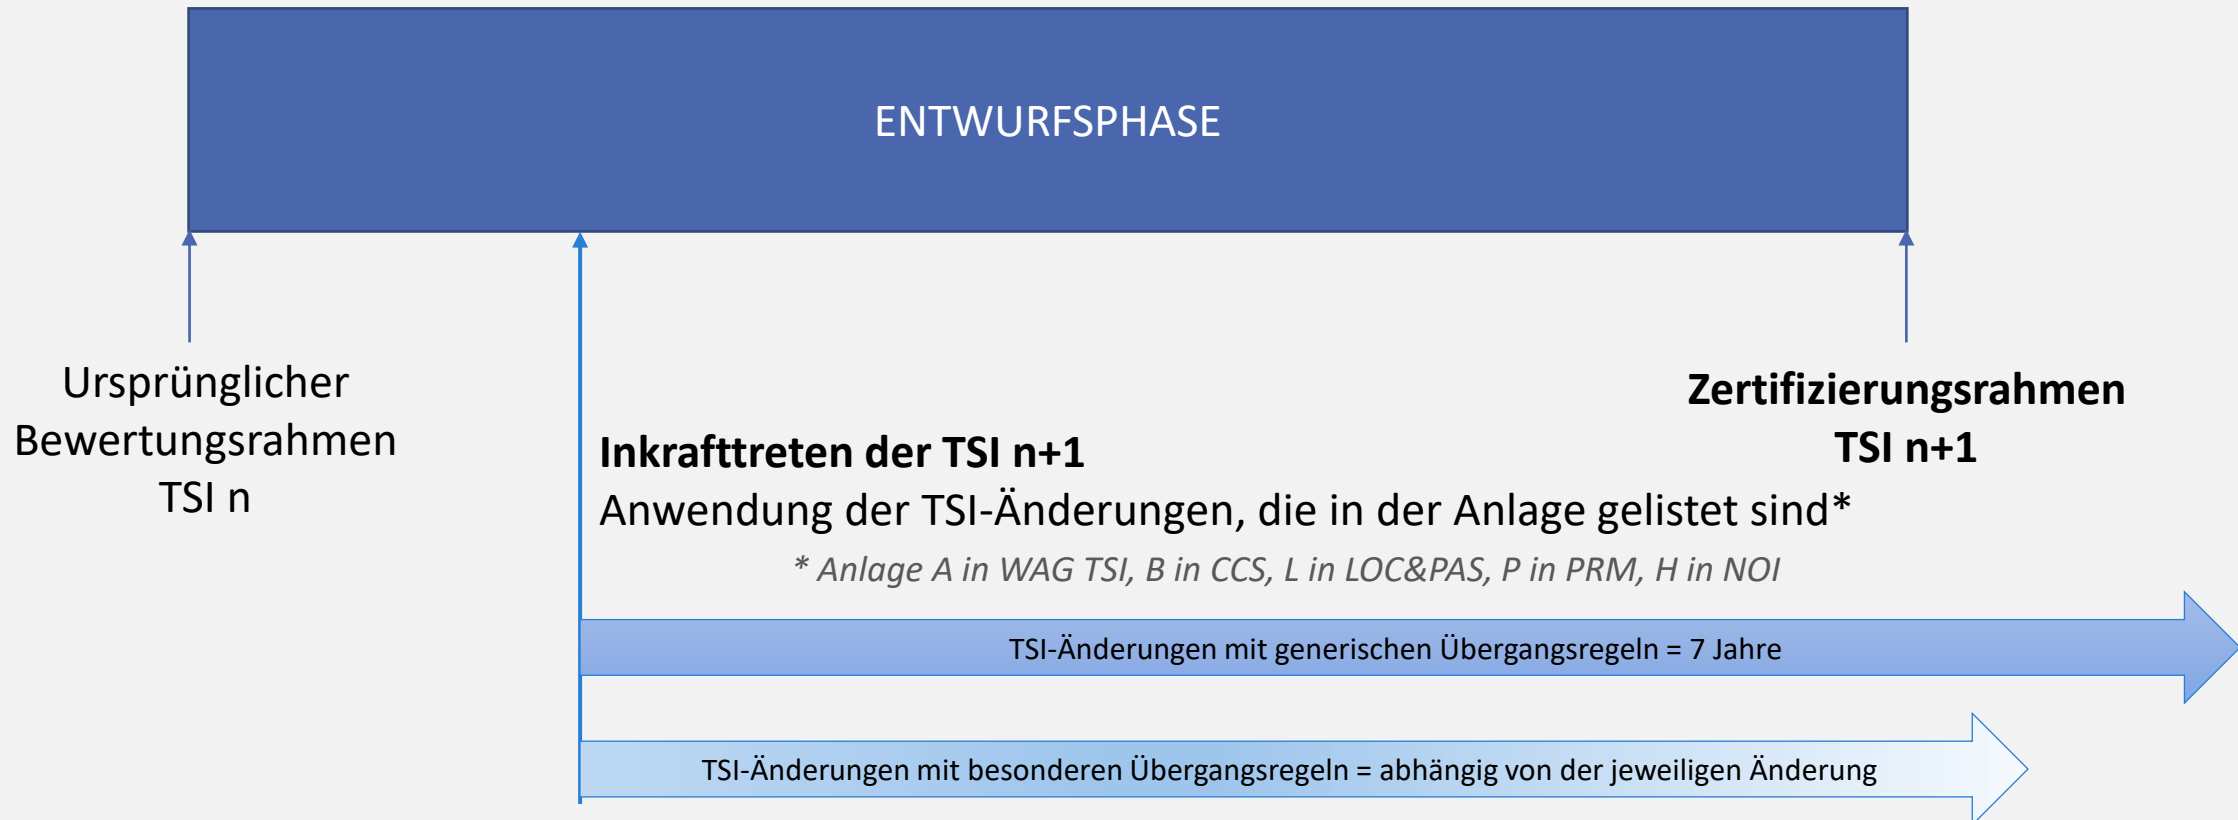 ENTWURFSPHASE
Ursprünglicher
Bewertungsrahmen
TSI n
Zertifizierungsrahmen
TSI n+1
Inkrafttreten der TSI n+1
Anwendung der TSI-Änderungen, die in der Anlage gelistet sind*
* Anlage A in WAG TSI, B in CCS, L in LOC&PAS, P in PRM, H in NOI
TSI-Änderungen mit generischen Übergangsregeln = 7 Jahre
TSI-Änderungen mit besonderen Übergangsregeln = abhängig von der jeweiligen Änderung